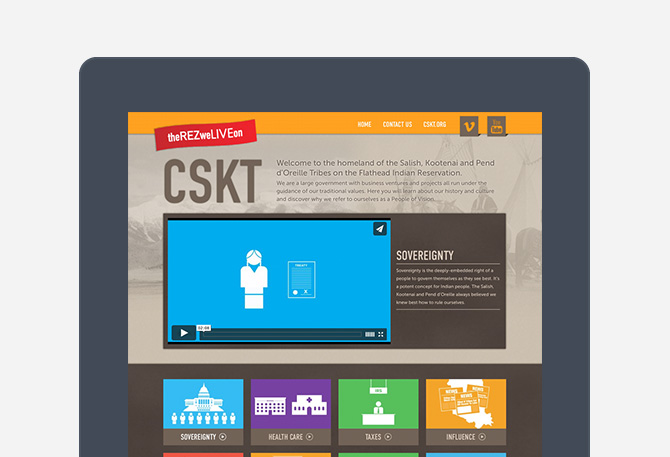 theREZweLIVEon
HOME CONTACT US CSKT.ORG You Tube
CSKT
Welcome to the homeland of the Salish, Kootenai and Pend
d'Oreille Tribes on the Flathead Indian Reservation.
We are a large government with business ventures and projects all run under the
guidance of our traditional values. Here you will learn about our history and culture
and discover why we refer to ourselves as a People of Vision.
TREATY
SOVEREIGNTY
Sovereignty is the deeply-embedded right of a
people to govern themselves as they see best. It's
a potent concept for Indian people. The Salish,
Kootenai and Pend d'Oreille always believed we
knew best how to rule ourselves.
02:08
NEWS
NEWS
NEWS
SOVEREIGNTY
HEALTH CARE
TAXES
INFLUENCE